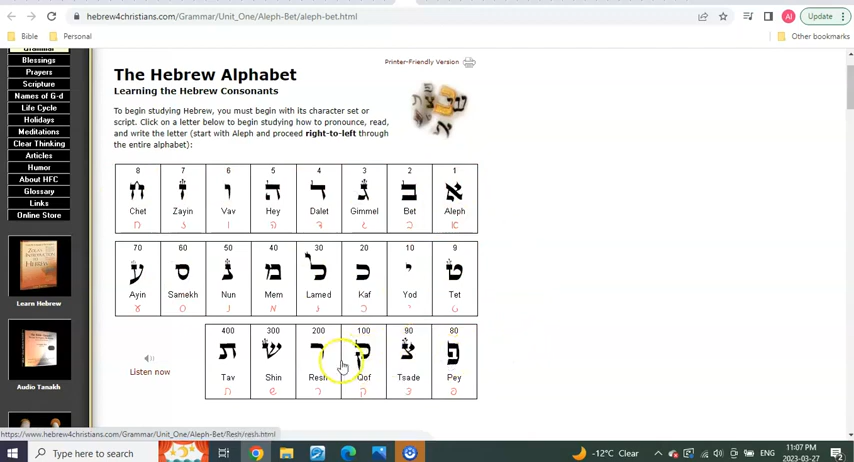 hebrew4christians.com/Grammar/Unit_One/Aleph-Bet/aleph-bet.html
AI
Update
Bible
Personal
Other bookmarks
Grammar
Blessings
Prayers
Scripture
Names of G-d
Life Cycle
Holidays
Meditations
Clear Thinking
Articles
Humor
About HFC
Glossary
Links
Online Store
Learn Hebrew
Audio Tanakh
Printer-Friendly Version
The Hebrew Alphabet
Learning the Hebrew Consonants
To begin studying Hebrew, you must begin with its character set or
script. Click on a letter below to begin studying how to pronounce, read,
and write the letter (start with Aleph and proceed right-to-left through
the entire alphabet):
8 7 6 5 4 3 2 1
ח ז ו ה ד ג ב א
Chet Zayin Vav Hey Dalet Gimmel Bet Aleph
70 60 50 40 30 20 10 9
ע ס נ מ ל כ י ט
Ayin Samekh Nun Mem Lamed Kaf Yod Tet
400 300 200 100 90 80
ת ש ר ק צ פ
Tav Shin Resh Qof Tsade Pey
Listen now
https://www.hebrew4christians.com/Grammar/Unit_One/Aleph-Bet/Resh/resh.html
Type here to search
-12°C Clear
ENG
11:07 PM
2023-03-27